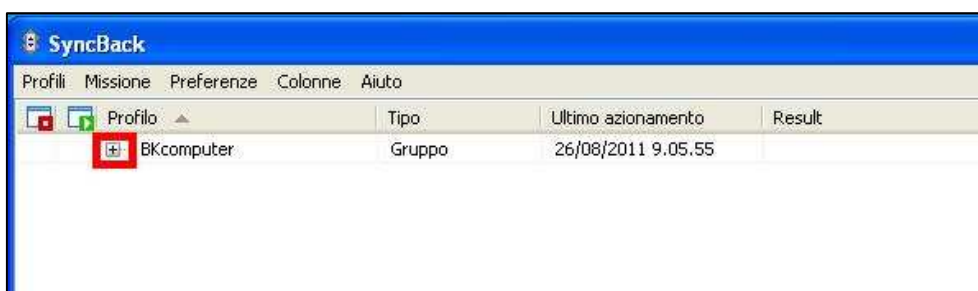 SyncBack
Profili Missione Preferenze Colonne Aiuto
Profilo Tipo Ultimo azionamento Result
BKcomputer Gruppo 26/08/2011 9.05.55